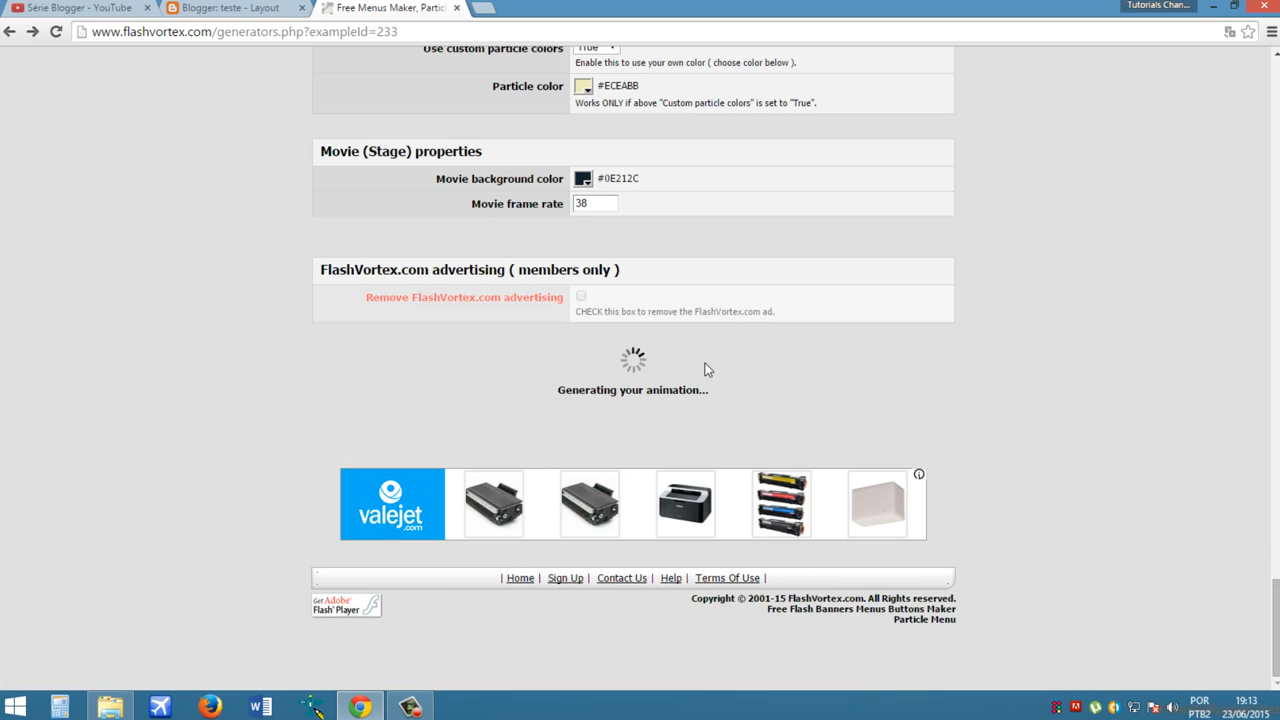 Série Blogger - YouTube
Blogger: teste - Layout
Free Menus Maker, Particl
Tutorials Chan...
www.flashvortex.com/generators.php?exampleId=233
Use custom particle colors
True
Enable this to use your own color ( choose color below ).
Particle color
#ECEABB
Works ONLY if above "Custom particle colors" is set to "True".
Movie (Stage) properties
Movie background color
#0E212C
Movie frame rate
38
FlashVortex.com advertising ( members only )
Remove FlashVortex.com advertising
CHECK this box to remove the FlashVortex.com ad.
Generating your animation...
valejet
.com
| Home | Sign Up | Contact Us | Help | Terms Of Use |
Get Adobe
Flash Player
Copyright © 2001-15 FlashVortex.com. All Rights reserved.
Free Flash Banners Menus Buttons Maker
Particle Menu
POR
PTB2
19:13
23/06/2015